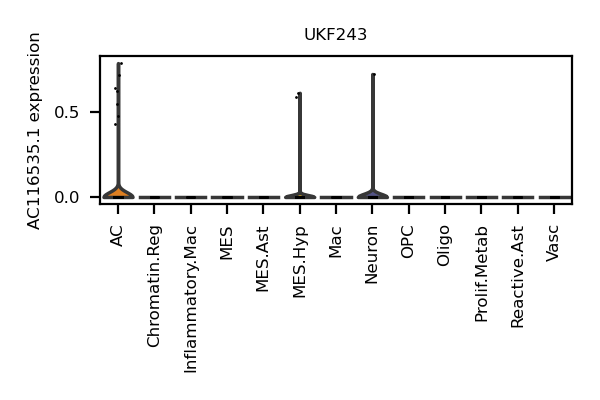 UKF243
AC116535.1 expression
0.5
0.0
AC
Chromatin.Reg
Inflammatory.Mac
MES
MES.Ast
MES.Hyp
Mac
Neuron
OPC
Oligo
Prolif.Metab
Reactive.Ast
Vasc